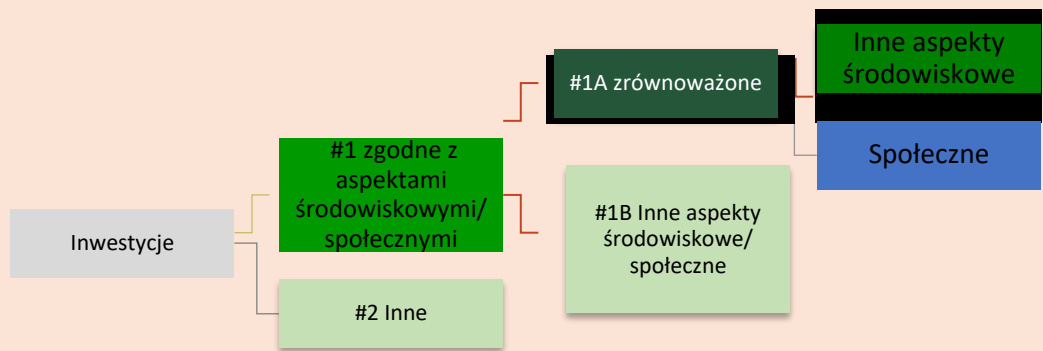 Inwestycje
#1 zgodne z
aspektami
środowiskowymi/
społecznymi
#2 Inne
#1A zrównoważone
#1B Inne aspekty
środowiskowe/
społeczne
Inne aspekty
środowiskowe
Społeczne